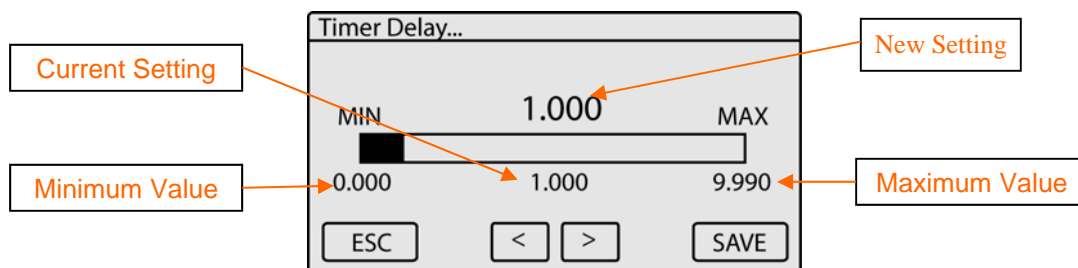 Timer Delay...
New Setting
Current Setting
MIN
1.000
MAX
Minimum Value
0.000
1.000
9.990
Maximum Value
ESC
<
>
SAVE